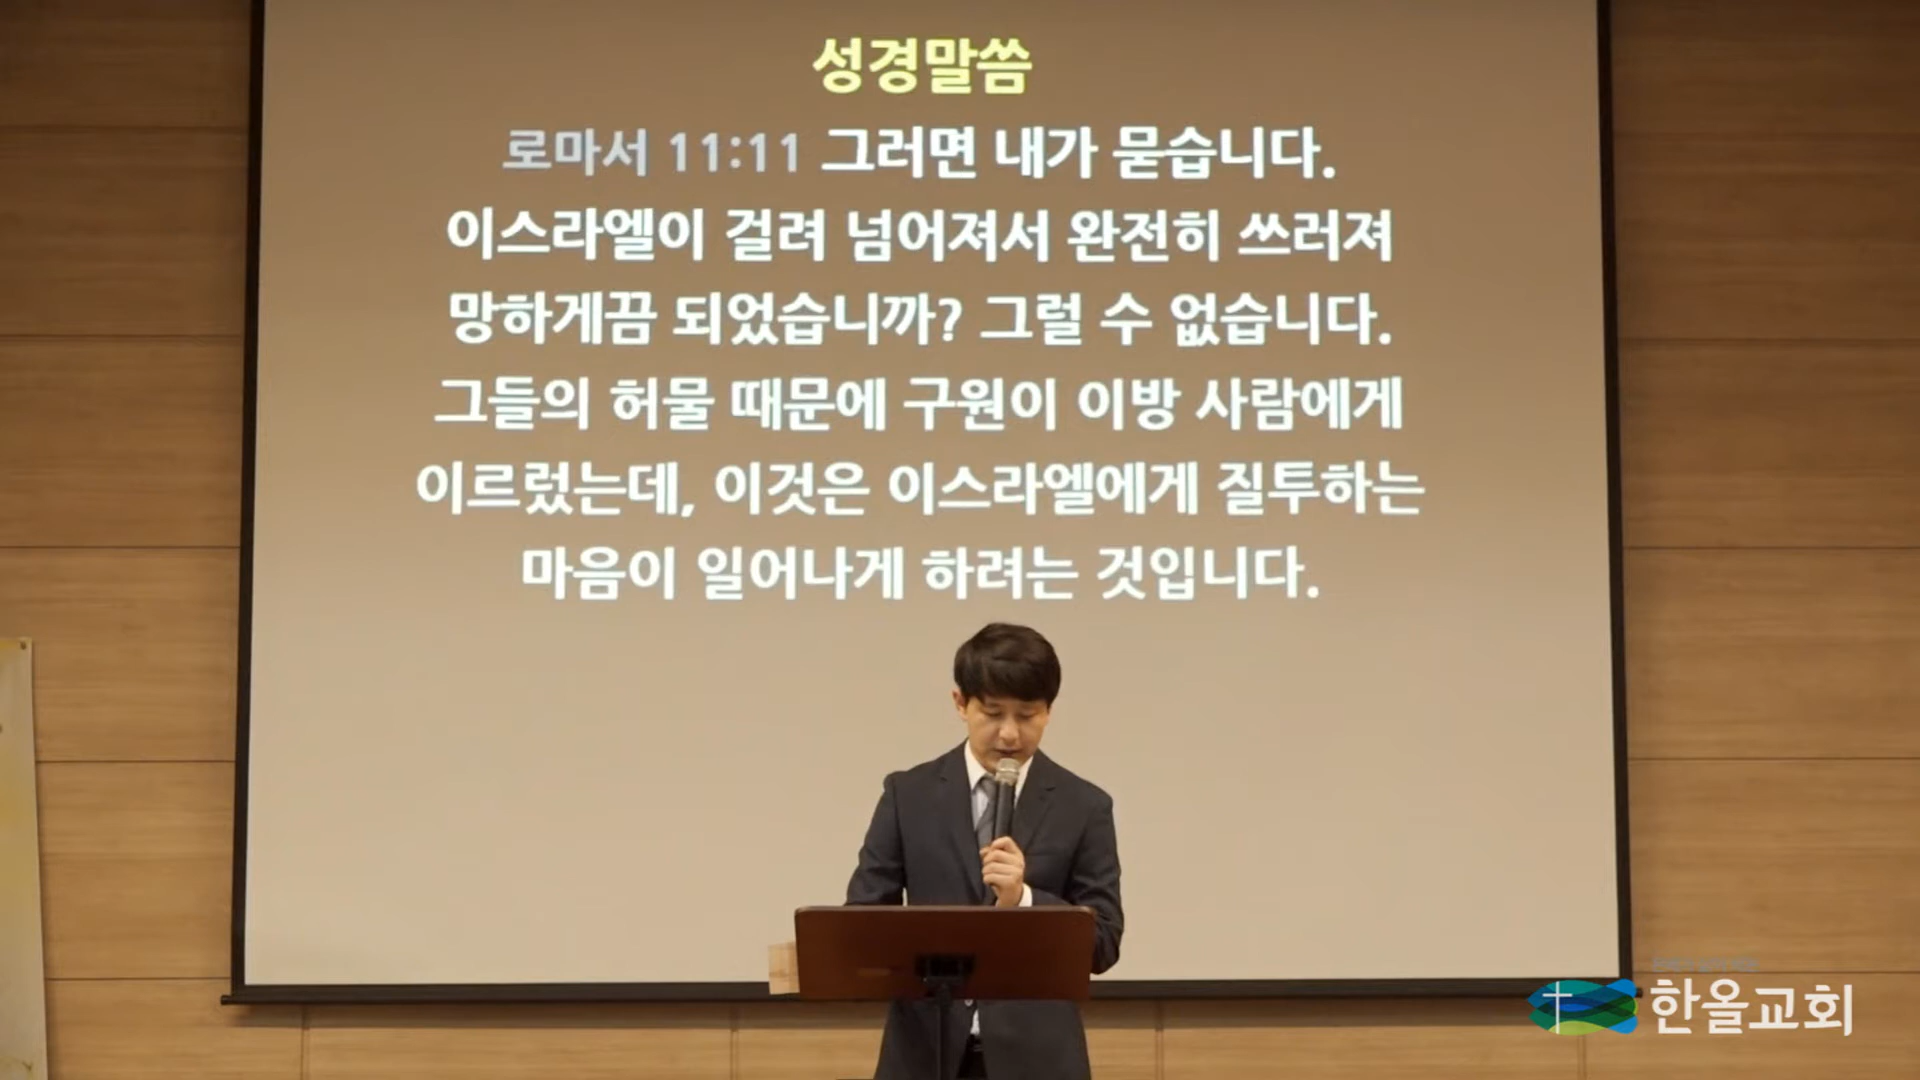 성경말씀
로마서 11:11 그러면 내가 묻습니다.
이스라엘이 걸려 넘어져서 완전히 쓰러져
망하게끔 되었습니까? 그럴 수 없습니다.
그들의 허물 때문에 구원이 이방 사람에게
이르렀는데, 이것은 이스라엘에게 질투하는
마음이 일어나게 하려는 것입니다.
한올교회